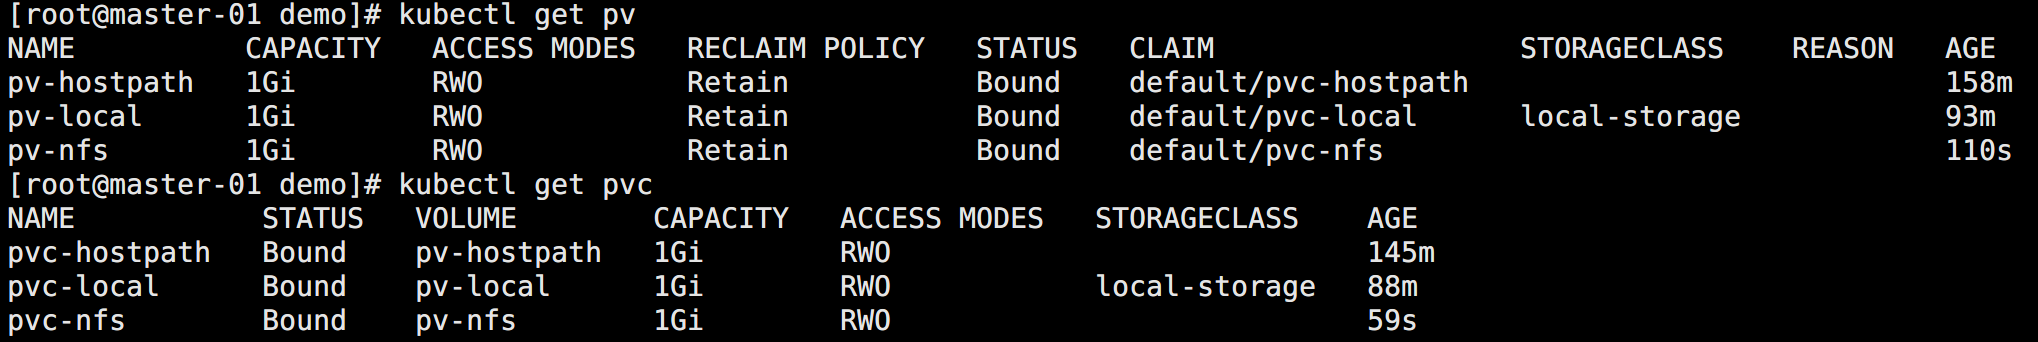 [root@master-01 demo]# kubectl get pv
NAME          CAPACITY   ACCESS MODES   RECLAIM POLICY   STATUS   CLAIM                  STORAGECLASS    REASON   AGE
pv-hostpath   1Gi        RWO            Retain           Bound    default/pvc-hostpath                            158m
pv-local      1Gi        RWO            Retain           Bound    default/pvc-local      local-storage            93m
pv-nfs        1Gi        RWO            Retain           Bound    default/pvc-nfs                                 110s
[root@master-01 demo]# kubectl get pvc
NAME           STATUS   VOLUME        CAPACITY   ACCESS MODES   STORAGECLASS    AGE
pvc-hostpath   Bound    pv-hostpath   1Gi        RWO                            145m
pvc-local      Bound    pv-local      1Gi        RWO            local-storage   88m
pvc-nfs        Bound    pv-nfs        1Gi        RWO                            59s